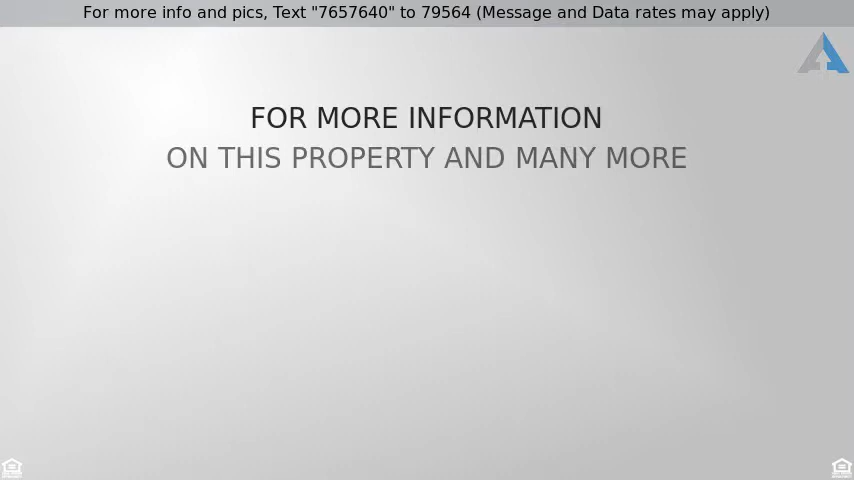 For more info and pics, Text "7657640" to 79564 (Message and Data rates may apply)
FOR MORE INFORMATION
ON THIS PROPERTY AND MANY MORE